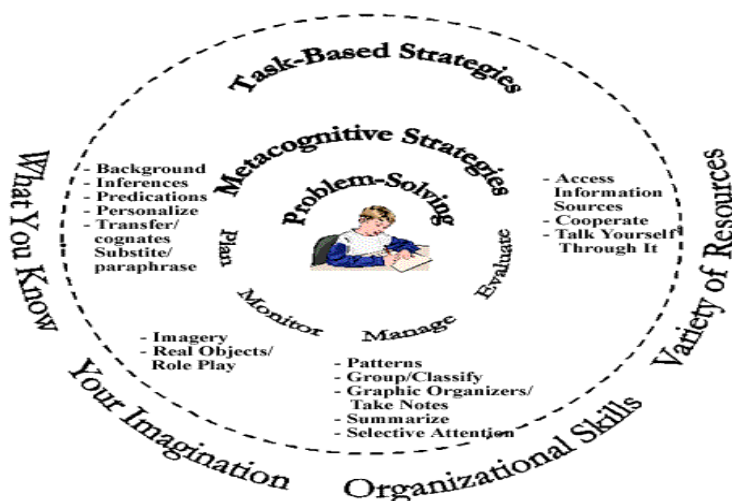 Task-Based Strategies
Metacognitive Strategies
Problem-Solving
Plan
Monitor
Manage
Evaluate
What You Know
- Background
- Inferences
- Predications
- Personalize
- Transfer/
cognates
Substite/
paraphrase
Your Imagination
- Imagery
- Real Objects/
Role Play
Organizational Skills
- Patterns
- Group/Classify
- Graphic Organizers/
Take Notes
- Summarize
- Selective Attention
Variety of Resources
- Access
Information
Sources
- Cooperate
- Talk Yourself
Through It